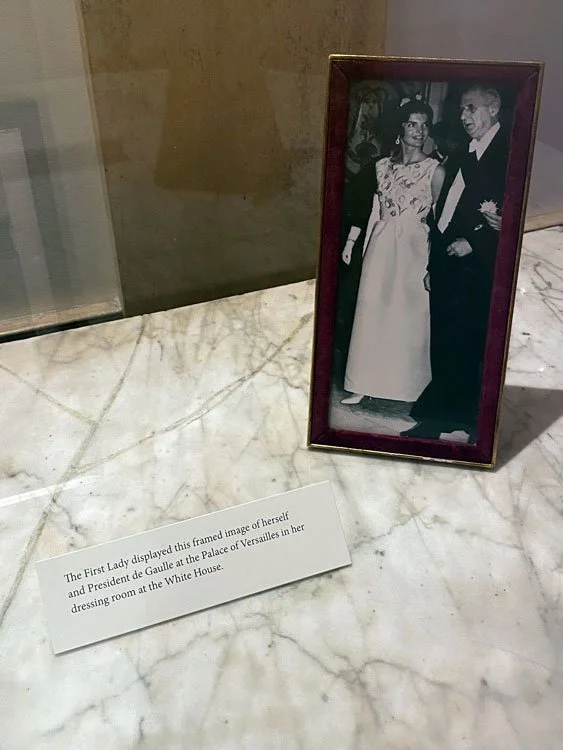 The First Lady displayed this framed image of herself
and President de Gaulle at the Palace of Versailles in her
dressing room at the White House.